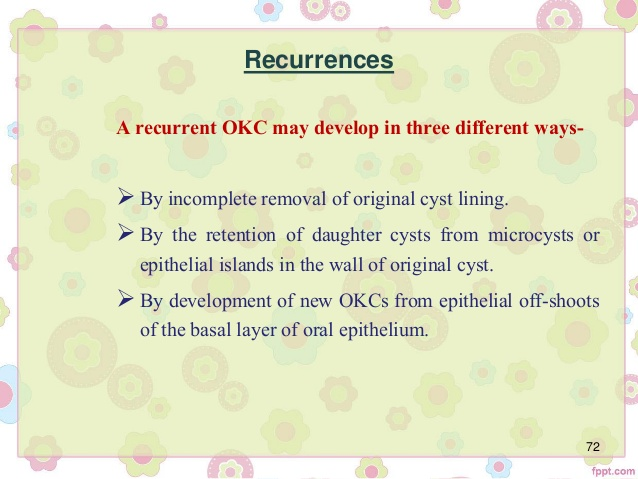 Recurrences
A recurrent OKC may develop in three different ways-
➢ By incomplete removal of original cyst lining.
➢ By the retention of daughter cysts from microcysts or
epithelial islands in the wall of original cyst.
➢ By development of new OKCs from epithelial off-shoots
of the basal layer of oral epithelium.
72
fppt.com